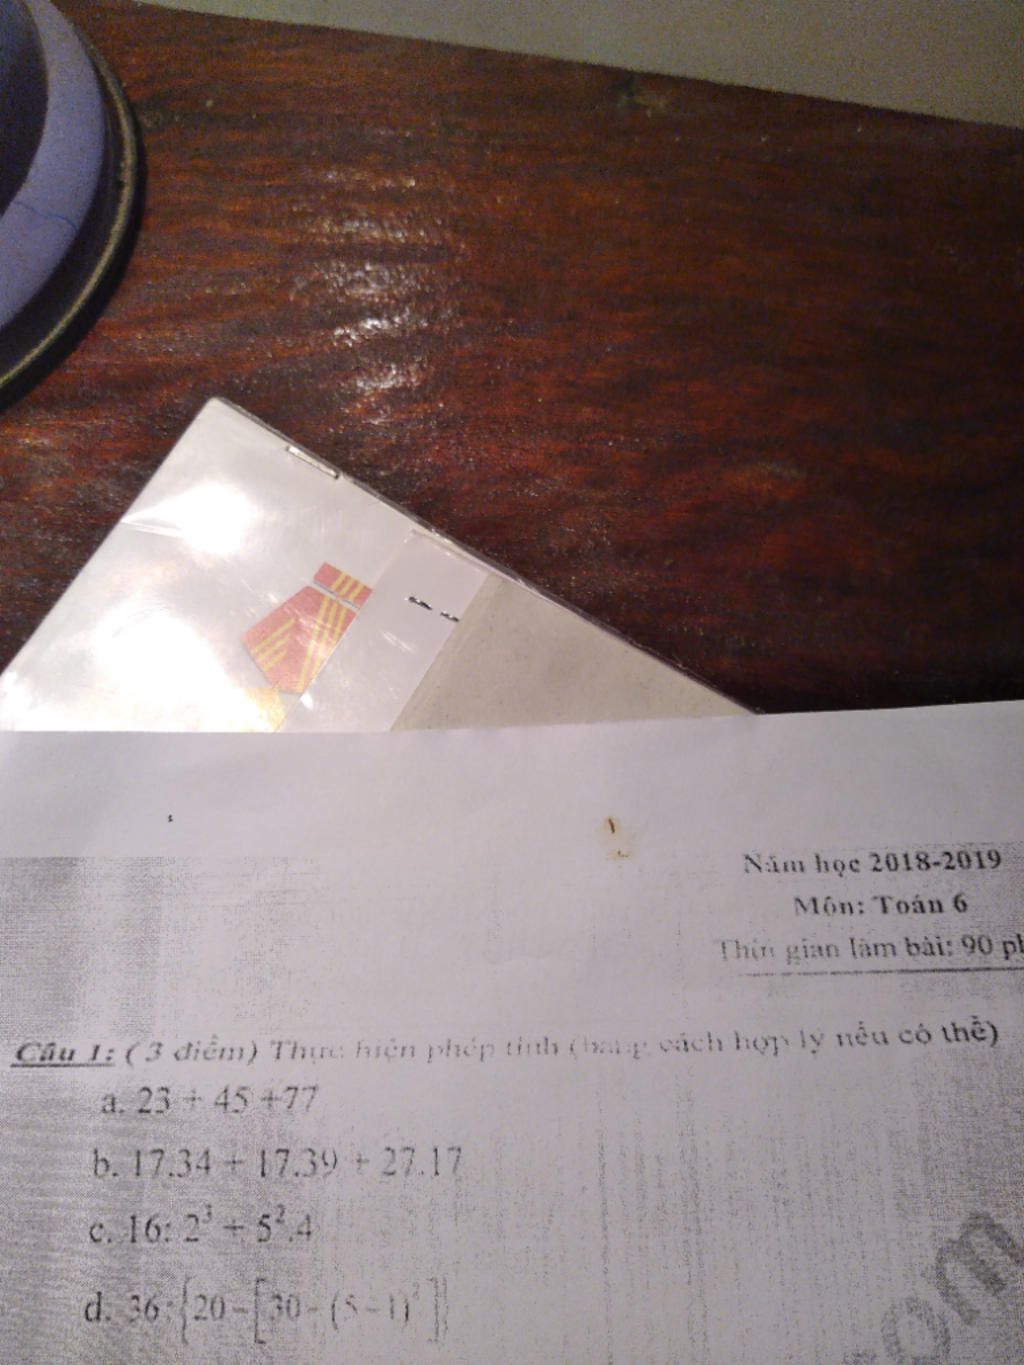 Năm học 2018-2019
Môn: Toán 6
Thời gian làm bài: 90 ph
Câu 1: ( 3 điểm) Thực hiện phép tính (bằng cách hợp lý nếu có thể)
a. 23 + 45 +77
b. 17.34 + 17.39 + 27.17
c. 16: 2³ + 5².4
d. 36:{20-[30-(5-1)²]}
om